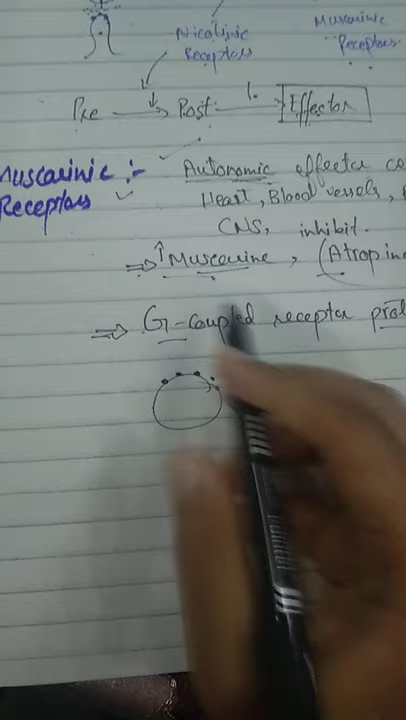 Nicotinic Muscarinic
Receptors Receptors
Pre Post Effector
Muscarinic :- Autonomic effector
Receptors Heart, Blood vessels,
CNS, inhibit.
⇒ ↑ Muscarine, (Atropin
⇒ G-coupled receptor